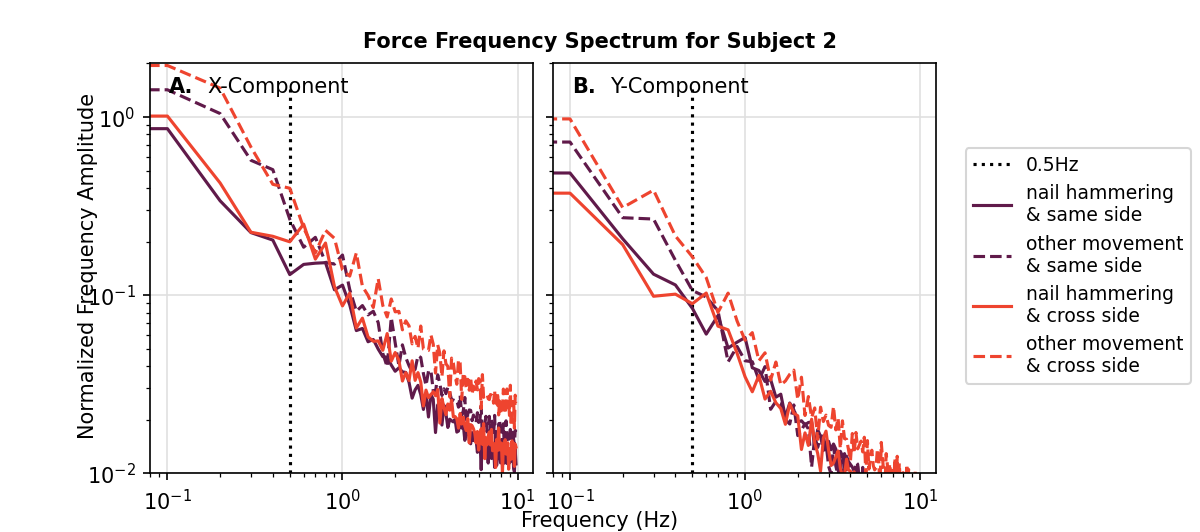 Force Frequency Spectrum for Subject 2
A. X-Component
B. Y-Component
Normalized Frequency Amplitude
10⁰
10⁻¹
10⁻²
10⁻¹ 10⁰ 10¹
10⁻¹ 10⁰ 10¹
Frequency (Hz)
0.5Hz
nail hammering
& same side
other movement
& same side
nail hammering
& cross side
other movement
& cross side